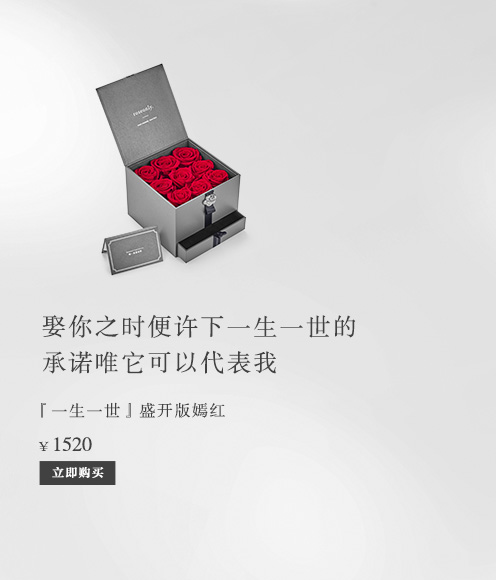 roseonly
娶你之时便许下一生一世的
承诺唯它可以代表我
『一生一世』盛开版嫣红
¥ 1520
立即购买